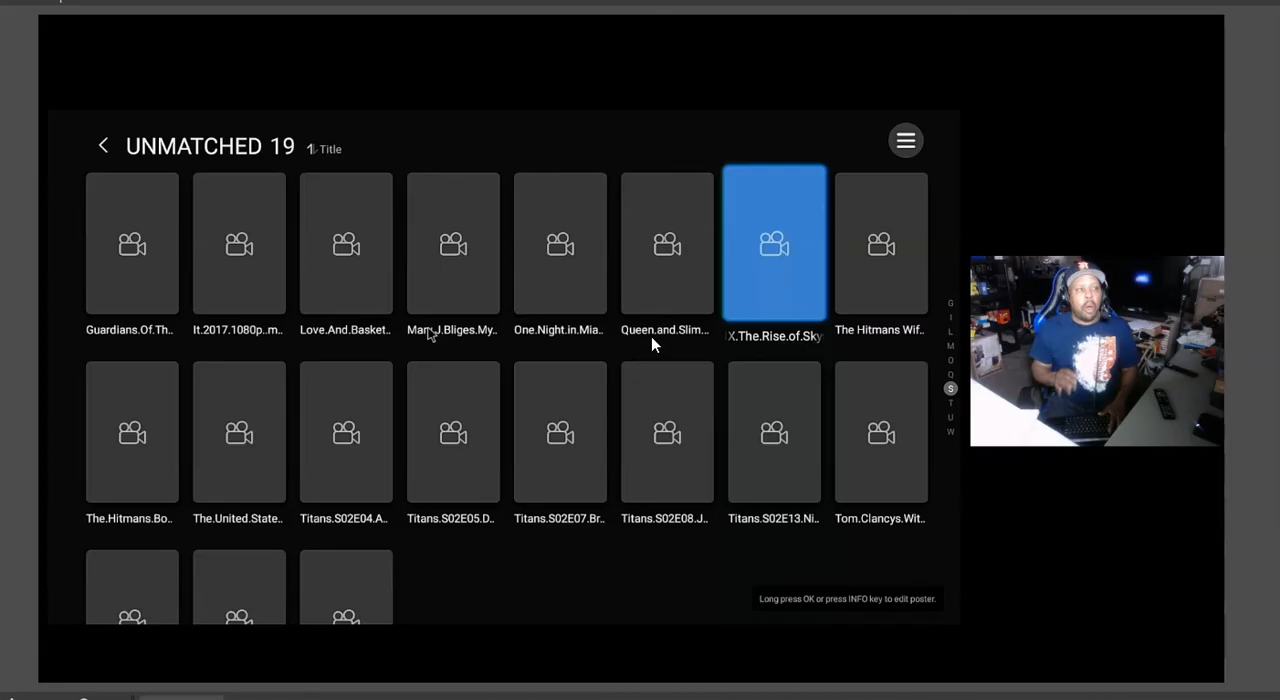 UNMATCHED 19 Title
Guardians.Of.Th.. It.2017.1080p..m.. Love.And.Basket.. Mary.J.Bliges.My.. One.Night.in.Mia.. Queen.and.Slim... X.The.Rise.of.Sky The Hitmans Wif..
G
I
L
M
O
Q
S
T
U
W
The.Hitmans.Bo.. The.United.State.. Titans.S02E04.A.. Titans.S02E05.D.. Titans.S02E07.Br.. Titans.S02E08.J.. Titans.S02E13.Ni.. Tom.Clancys.Wit..
Long press OK or press INFO key to edit poster.